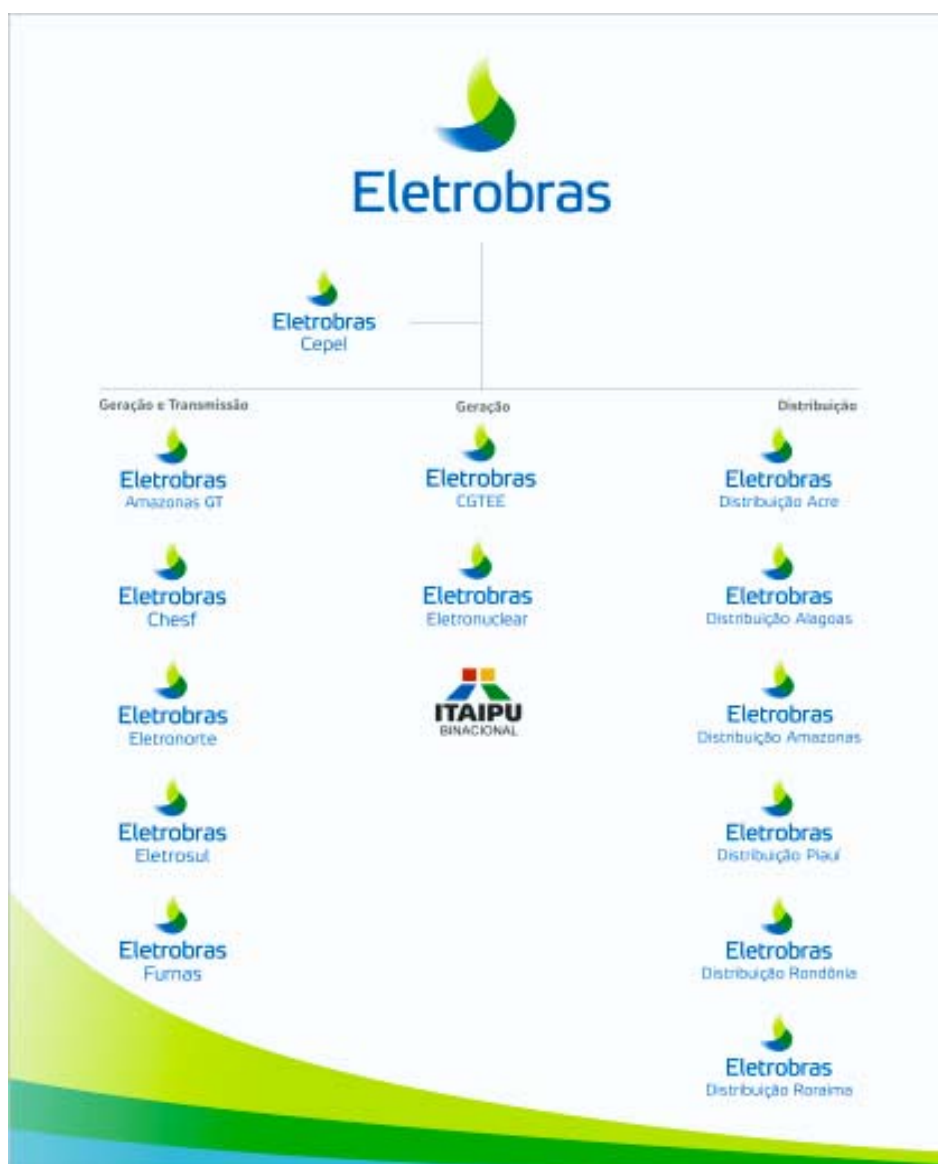 Eletrobras
Eletrobras
Cepel
Geração e Transmissão
Geração
Distribuição
Eletrobras
Amazonas GT
Eletrobras
CGTEE
Eletrobras
Distribuição Acre
Eletrobras
Chesf
Eletrobras
Eletronuclear
Eletrobras
Distribuição Alagoas
Eletrobras
Eletronorte
ITAIPU
BINACIONAL
Eletrobras
Distribuição Amazonas
Eletrobras
Eletrosul
Eletrobras
Distribuição Piauí
Eletrobras
Furnas
Eletrobras
Distribuição Rondônia
Eletrobras
Distribuição Roraima